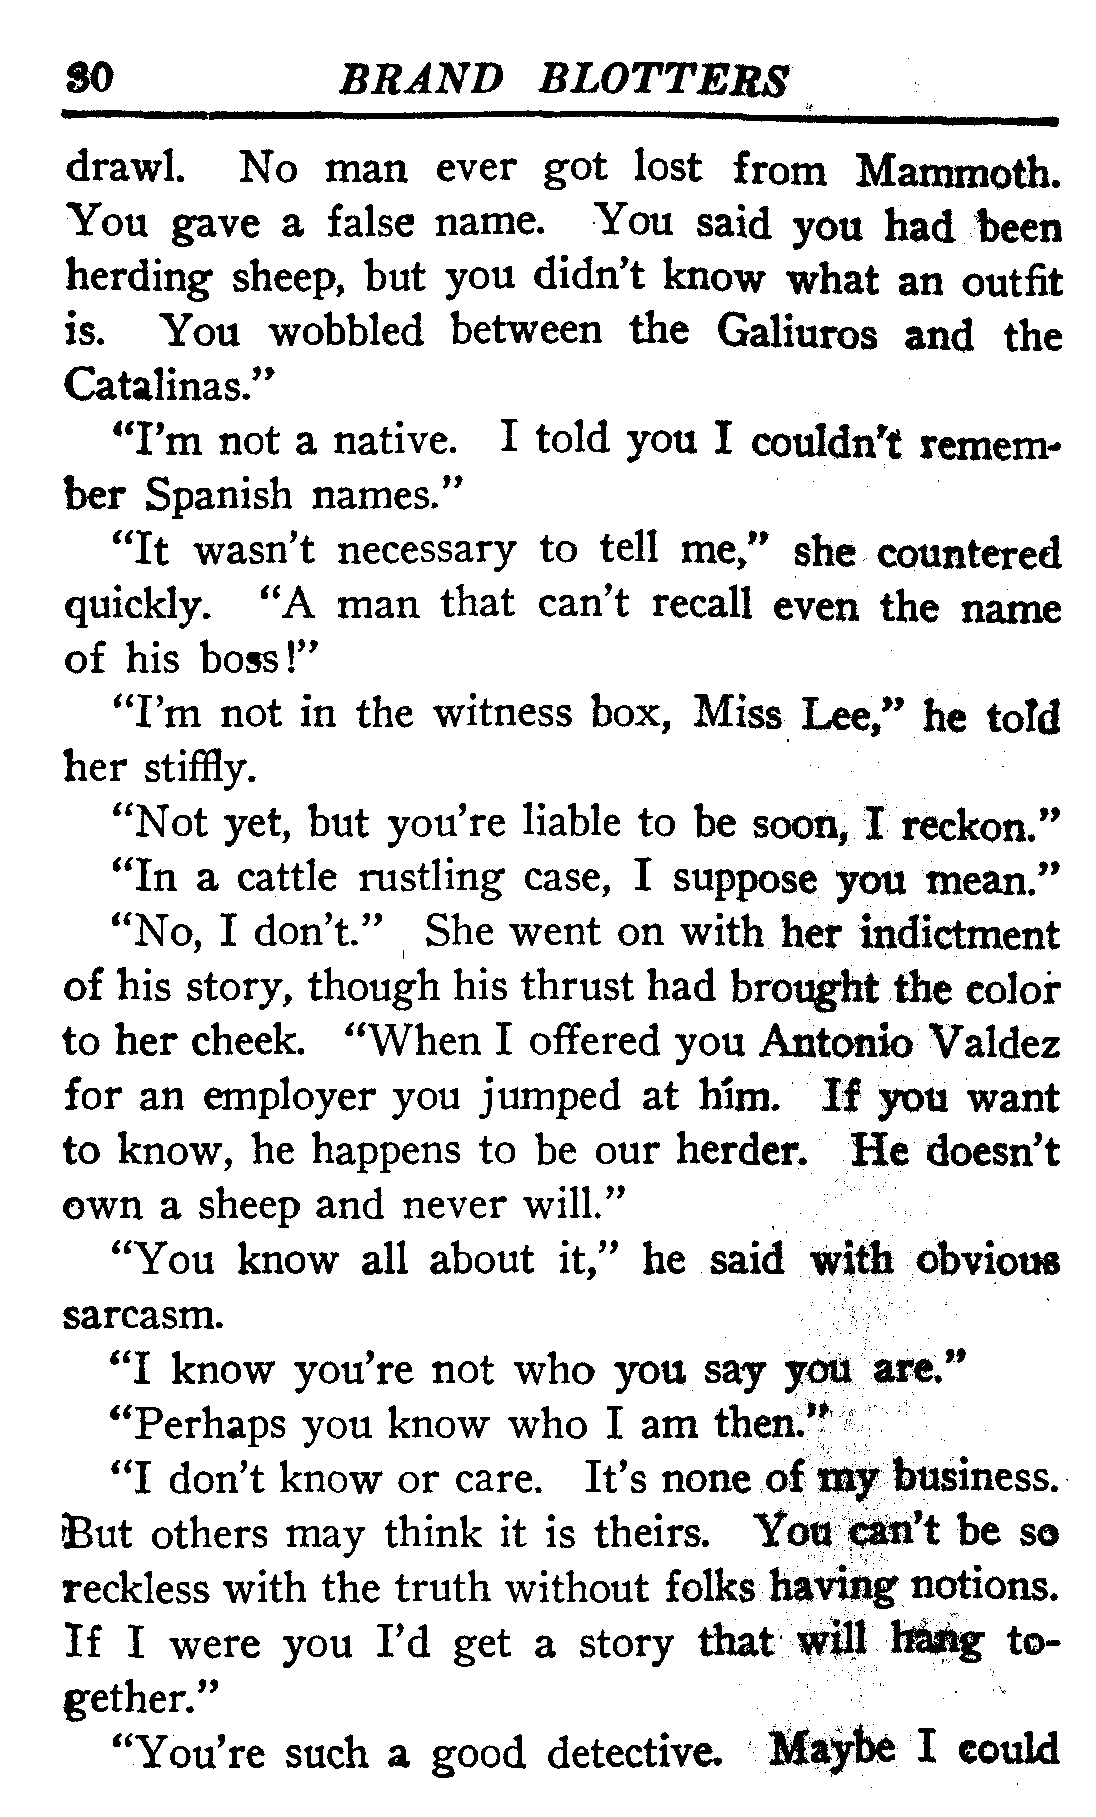 80 BRAND BLOTTERS
drawl. No man ever got lost from Mammoth.
You gave a false name. You said you had been
herding sheep, but you didn't know what an outfit
is. You wobbled between the Galiuros and the
Catalinas."
"I'm not a native. I told you I couldn't remem-
ber Spanish names."
"It wasn't necessary to tell me," she countered
quickly. "A man that can't recall even the name
of his boss!"
"I'm not in the witness box, Miss Lee," he told
her stiffly.
"Not yet, but you're liable to be soon, I reckon."
"In a cattle rustling case, I suppose you mean."
"No, I don't." She went on with her indictment
of his story, though his thrust had brought the color
to her cheek. "When I offered you Antonio Valdez
for an employer you jumped at him. If you want
to know, he happens to be our herder. He doesn't
own a sheep and never will."
"You know all about it," he said with obvious
sarcasm.
"I know you're not who you say you are."
"Perhaps you know who I am then."
"I don't know or care. It's none of my business.
But others may think it is theirs. You can't be so
reckless with the truth without folks having notions.
If I were you I'd get a story that will hang to-
gether."
"You're such a good detective. Maybe I could